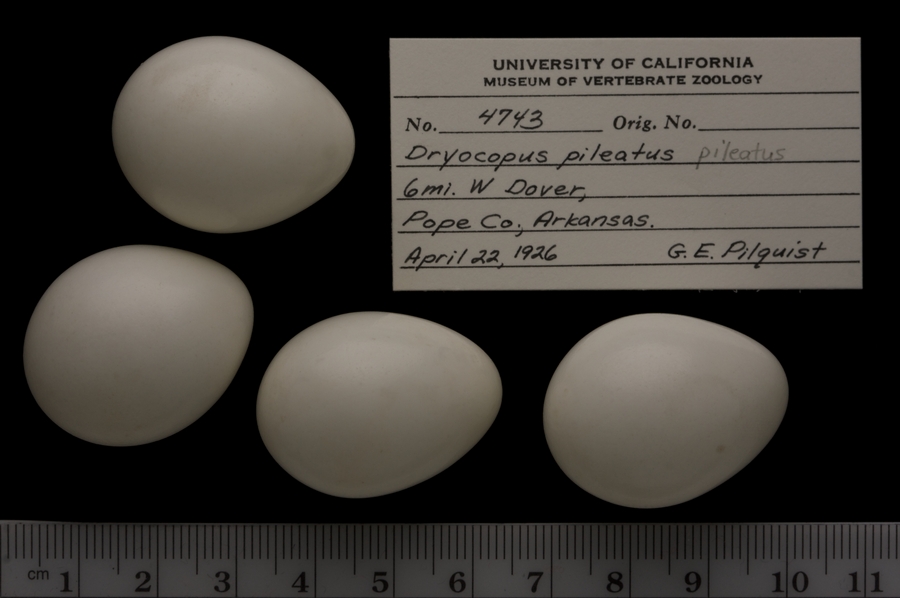 UNIVERSITY OF CALIFORNIA
MUSEUM OF VERTEBRATE ZOOLOGY
No. 4743 Orig. No.
Dryocopus pileatus pileatus
6mi. W Dover,
Pope Co., Arkansas.
April 22, 1926 G. E. Pilquist
cm 1 2 3 4 5 6 7 8 9 10 11